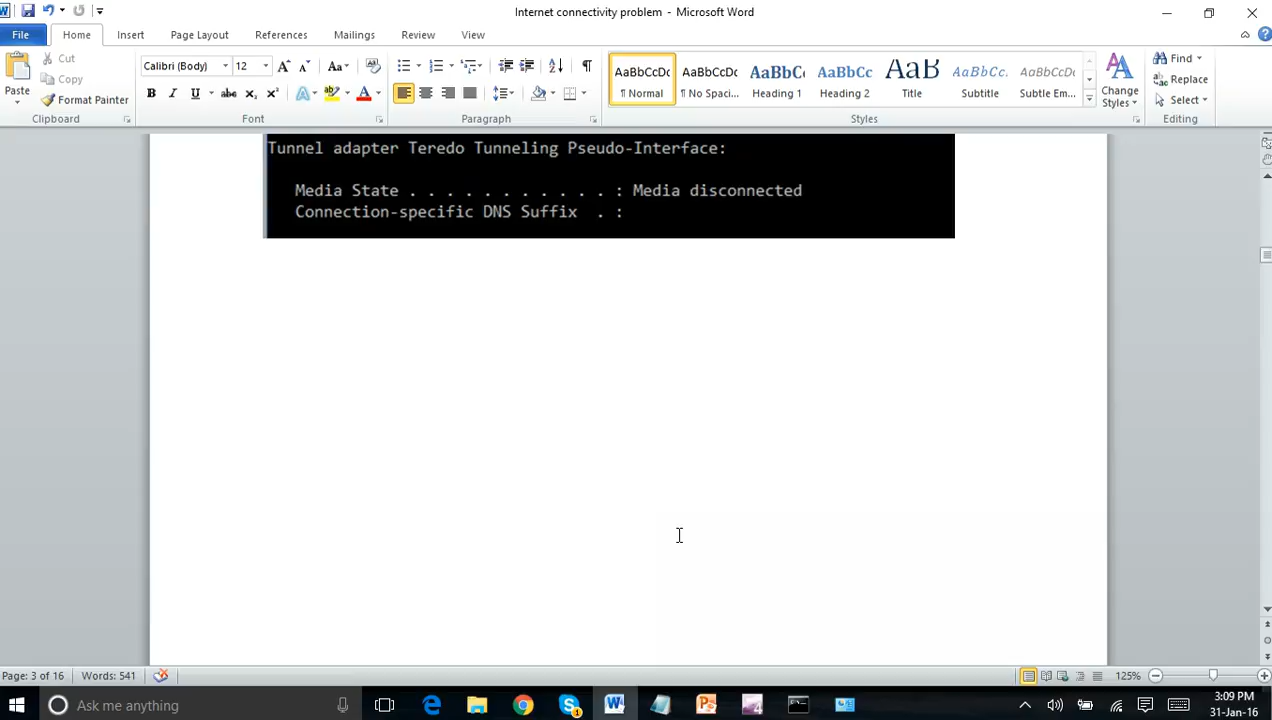 Internet connectivity problem - Microsoft Word
File Home Insert Page Layout References Mailings Review View
Paste
Cut
Copy
Format Painter
Clipboard
Calibri (Body) 12
Font
Paragraph
AaBbCcDc AaBbCcDc AaBbC AaBbCc AaB AaBbCc. AaBbCcDc
¶ Normal ¶ No Spaci... Heading 1 Heading 2 Title Subtitle Subtle Em...
Change Styles
Styles
Find
Replace
Select
Editing
Tunnel adapter Teredo Tunneling Pseudo-Interface:
Media State . . . . . . . . . . . : Media disconnected
Connection-specific DNS Suffix . :
Page: 3 of 16 Words: 541 125%
Ask me anything
3:09 PM
31-Jan-16